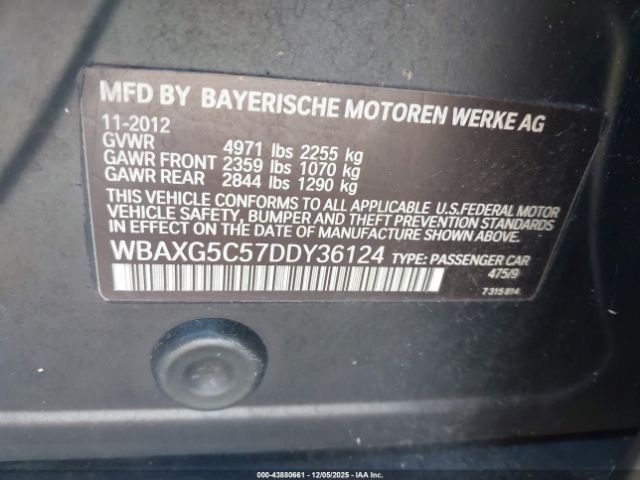 MFD BY BAYERISCHE MOTOREN WERKE AG
11-2012
GVWR 4971 lbs 2255 kg
GAWR FRONT 2359 lbs 1070 kg
GAWR REAR 2844 lbs 1290 kg
THIS VEHICLE CONFORMS TO ALL APPLICABLE U.S.FEDERAL MOTOR
VEHICLE SAFETY, BUMPER AND THEFT PREVENTION STANDARDS
IN EFFECT ON THE DATE OF MANUFACTURE SHOWN ABOVE.
WBAXG5C57DDY36124 TYPE: PASSENGER CAR
475/9
7 315 814
000-43880661 - 12/05/2025 - Copyright © IAA Inc.